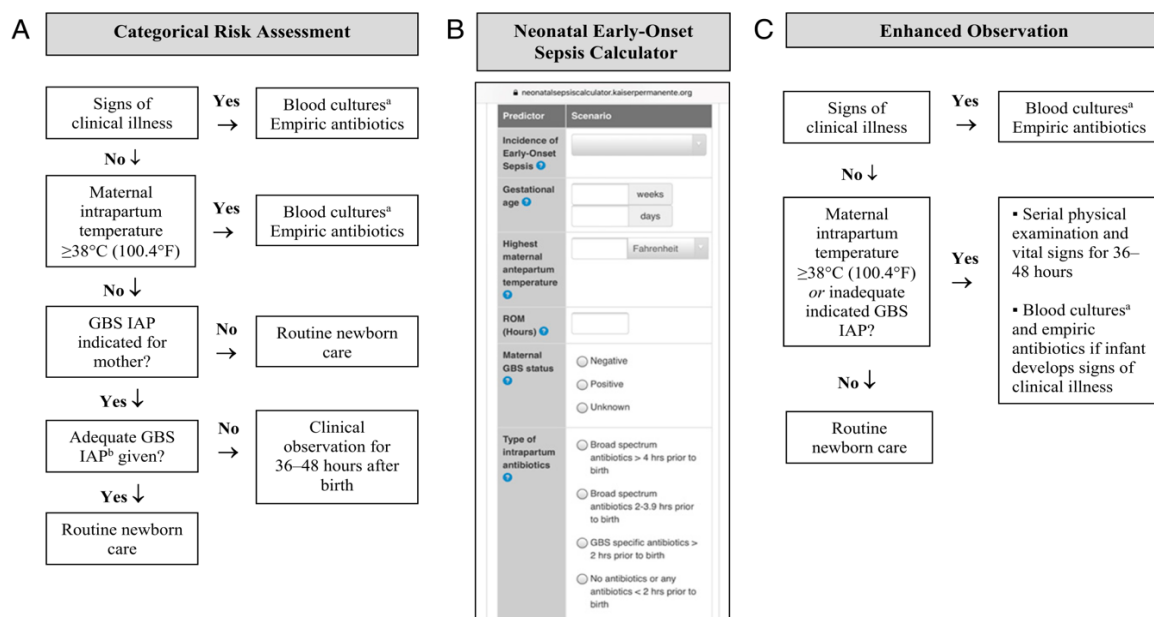 A
Categorical Risk Assessment
Signs of
clinical illness
Yes
→
Blood culturesᵃ
Empiric antibiotics
No ↓
Maternal
intrapartum
temperature
≥38°C (100.4°F)
Yes
→
Blood culturesᵃ
Empiric antibiotics
No ↓
GBS IAP
indicated for
mother?
No
→
Routine newborn
care
Yes ↓
Adequate GBS
IAPᵇ given?
No
→
Clinical
observation for
36–48 hours after
birth
Yes ↓
Routine newborn
care
B
Neonatal Early-Onset
Sepsis Calculator
neonatalsepsiscalculator.kaiserpermanente.org
Predictor
Scenario
Incidence of
Early-Onset
Sepsis ?
Gestational
age ?
weeks
days
Highest
maternal
antepartum
temperature
?
Fahrenheit
ROM
(Hours) ?
Maternal
GBS status
?
Negative
Positive
Unknown
Type of
intrapartum
antibiotics
?
Broad spectrum
antibiotics > 4 hrs prior to
birth
Broad spectrum
antibiotics 2-3.9 hrs prior
to birth
GBS specific antibiotics >
2 hrs prior to birth
No antibiotics or any
antibiotics < 2 hrs prior to
birth
C
Enhanced Observation
Signs of
clinical illness
Yes
→
Blood culturesᵃ
Empiric antibiotics
No ↓
Maternal
intrapartum
temperature
≥38°C (100.4°F)
or inadequate
indicated GBS
IAP?
Yes
→
▪ Serial physical
examination and
vital signs for 36–
48 hours
▪ Blood culturesᵃ
and empiric
antibiotics if infant
develops signs of
clinical illness
No ↓
Routine
newborn care